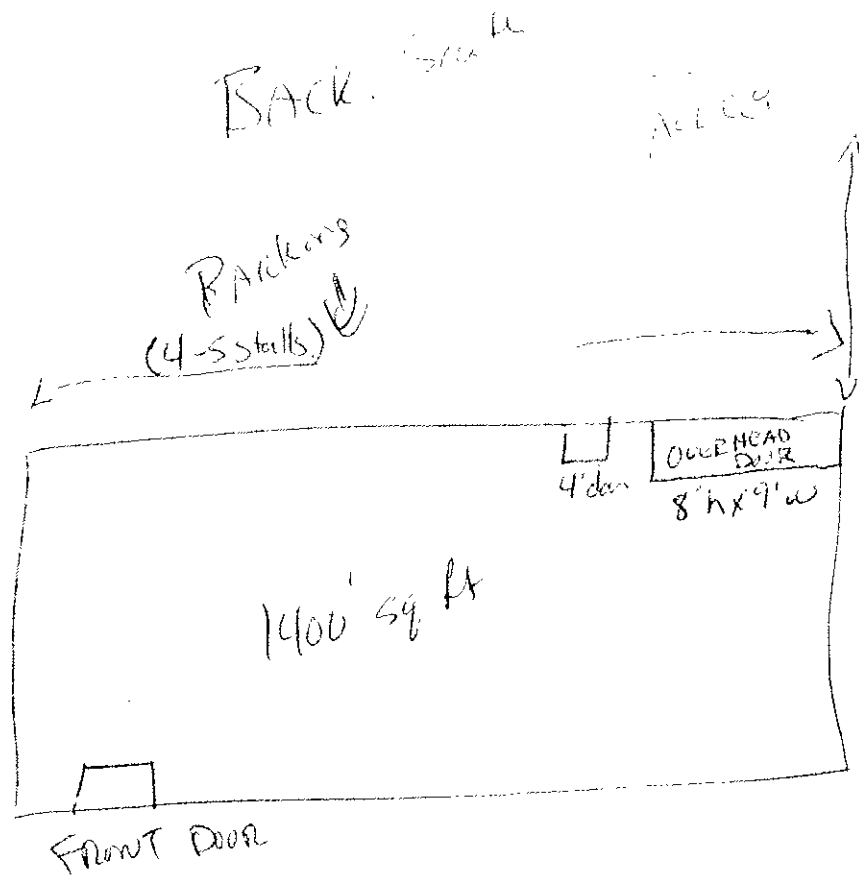 BACK.
Parking
(4-5 stalls)
OVERHEAD
DOOR
4' door
8'h x 9'w
1400' sq ft
FRONT DOOR